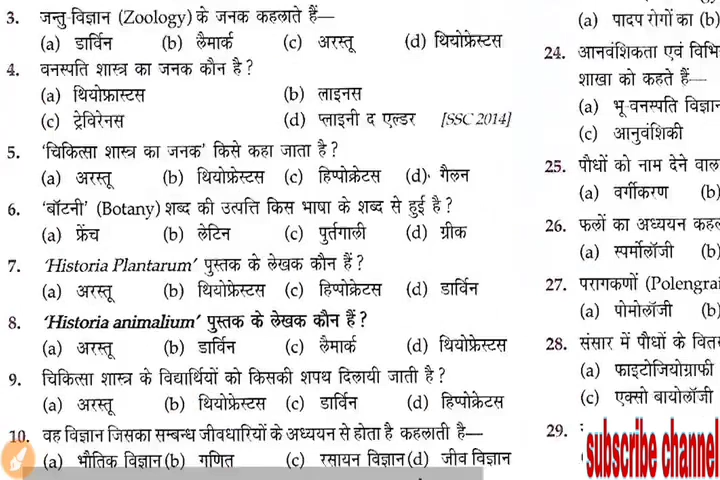 3. जन्तु-विज्ञान (Zoology) के जनक कहलाते हैं—
(a) डार्विन (b) लैमार्क (c) अरस्तू (d) थियोफ्रेस्टस
4. वनस्पति शास्त्र का जनक कौन है ?
(a) थियोफ्रास्टस (b) लाइनस
(c) ट्रेविरेनस (d) प्लाइनी द एल्डर [SSC 2014]
5. 'चिकित्सा शास्त्र का जनक' किसे कहा जाता है ?
(a) अरस्तू (b) थियोफ्रेस्टस (c) हिप्पोक्रेटस (d) गैलन
6. 'बॉटनी' (Botany) शब्द की उत्पत्ति किस भाषा के शब्द से हुई है ?
(a) फ्रेंच (b) लेटिन (c) पुर्तगाली (d) ग्रीक
7. 'Historia Plantarum' पुस्तक के लेखक कौन हैं ?
(a) अरस्तू (b) थियोफ्रेस्टस (c) हिप्पोक्रेटस (d) डार्विन
8. 'Historia animalium' पुस्तक के लेखक कौन हैं ?
(a) अरस्तू (b) डार्विन (c) लैमार्क (d) थियोफ्रेस्टस
9. चिकित्सा शास्त्र के विद्यार्थियों को किसकी शपथ दिलायी जाती है ?
(a) अरस्तू (b) थियोफ्रेस्टस (c) डार्विन (d) हिप्पोक्रेटस
10. वह विज्ञान जिसका सम्बन्ध जीवधारियों के अध्ययन से होता है कहलाती है—
(a) भौतिक विज्ञान (b) गणित (c) रसायन विज्ञान (d) जीव विज्ञान
(a) पादप रोगों का (b)
24. आनवंशिकता एवं विभि
शाखा को कहते हैं—
(a) भू-वनस्पति विज्ञान
(c) आनुवंशिकी
25. पौधों को नाम देने वाल
(a) वर्गीकरण (b)
26. फलों का अध्ययन कहल
(a) स्पर्मोलॉजी (b)
27. परागकणों (Polengrai
(a) पोमोलॉजी (b)
28. संसार में पौधों के वित
(a) फाइटोजियोग्राफी
(c) एक्सो बायोलॉजी
29.
subscribe channel